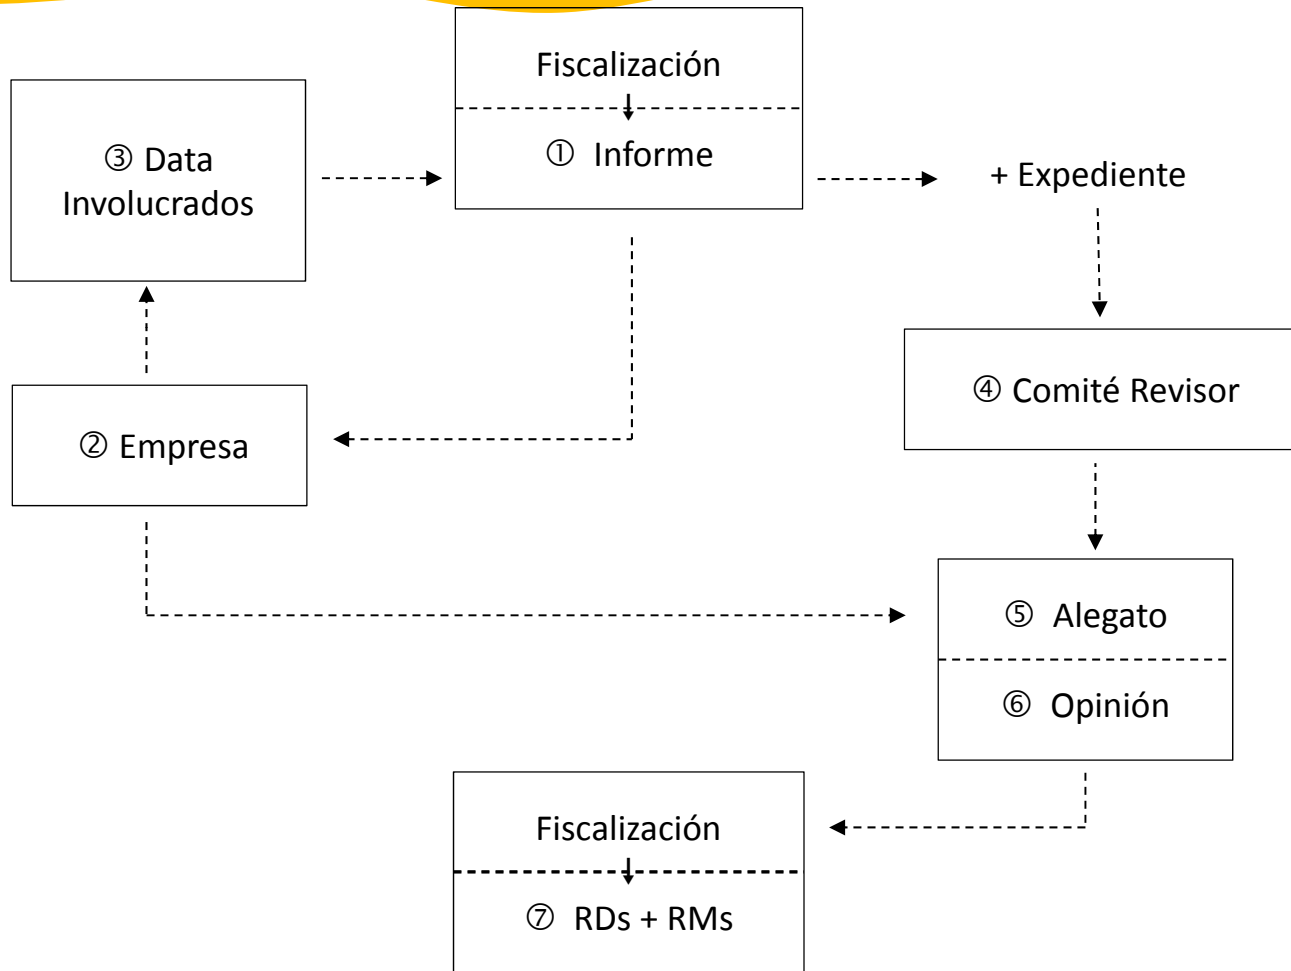 Fiscalización
① Informe
③ Data
Involucrados
+ Expediente
② Empresa
④ Comité Revisor
⑤ Alegato
⑥ Opinión
Fiscalización
⑦ RDs + RMs